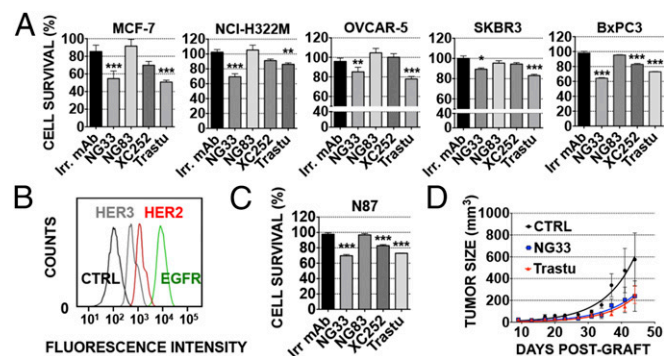 A
MCF-7
NCI-H322M
OVCAR-5
SKBR3
BxPC3
CELL SURVIVAL (%)
100
80
60
40
20
0
***
***
Irr. mAb
NG33
NG83
XC252
Trastu
100
80
60
40
20
0
***
**
Irr. mAb
NG33
NG83
XC252
Trastu
120
100
80
60
40
0
**
***
Irr. mAb
NG33
NG83
XC252
Trastu
120
100
80
60
40
0
*
***
Irr. mAb
NG33
NG83
XC252
Trastu
100
80
60
40
20
0
***
***
***
Irr. mAb
NG33
NG83
XC252
Trastu
B
HER3
HER2
CTRL
EGFR
COUNTS
0
10¹
10²
10³
10⁴
10⁵
FLUORESCENCE INTENSITY
C
N87
CELL SURVIVAL (%)
100
80
60
40
20
0
***
***
***
Irr mAb
NG33
NG83
XC252
Trastu
D
TUMOR SIZE (mm³)
1000
800
600
400
200
0
CTRL
NG33
Trastu
10
20
30
40
50
DAYS POST-GRAFT